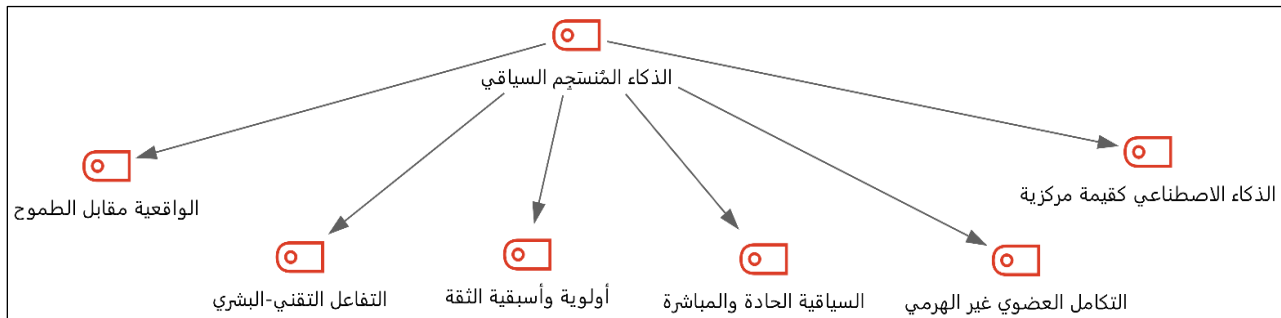 الذكاء المُنسَجِم السياقي
الذكاء الاصطناعي كقيمة مركزية
الواقعية مقابل الطموح
التكامل العضوي غير الهرمي
السياقية الحادة والمباشرة
أولوية وأسبقية الثقة
التفاعل التقني-البشري